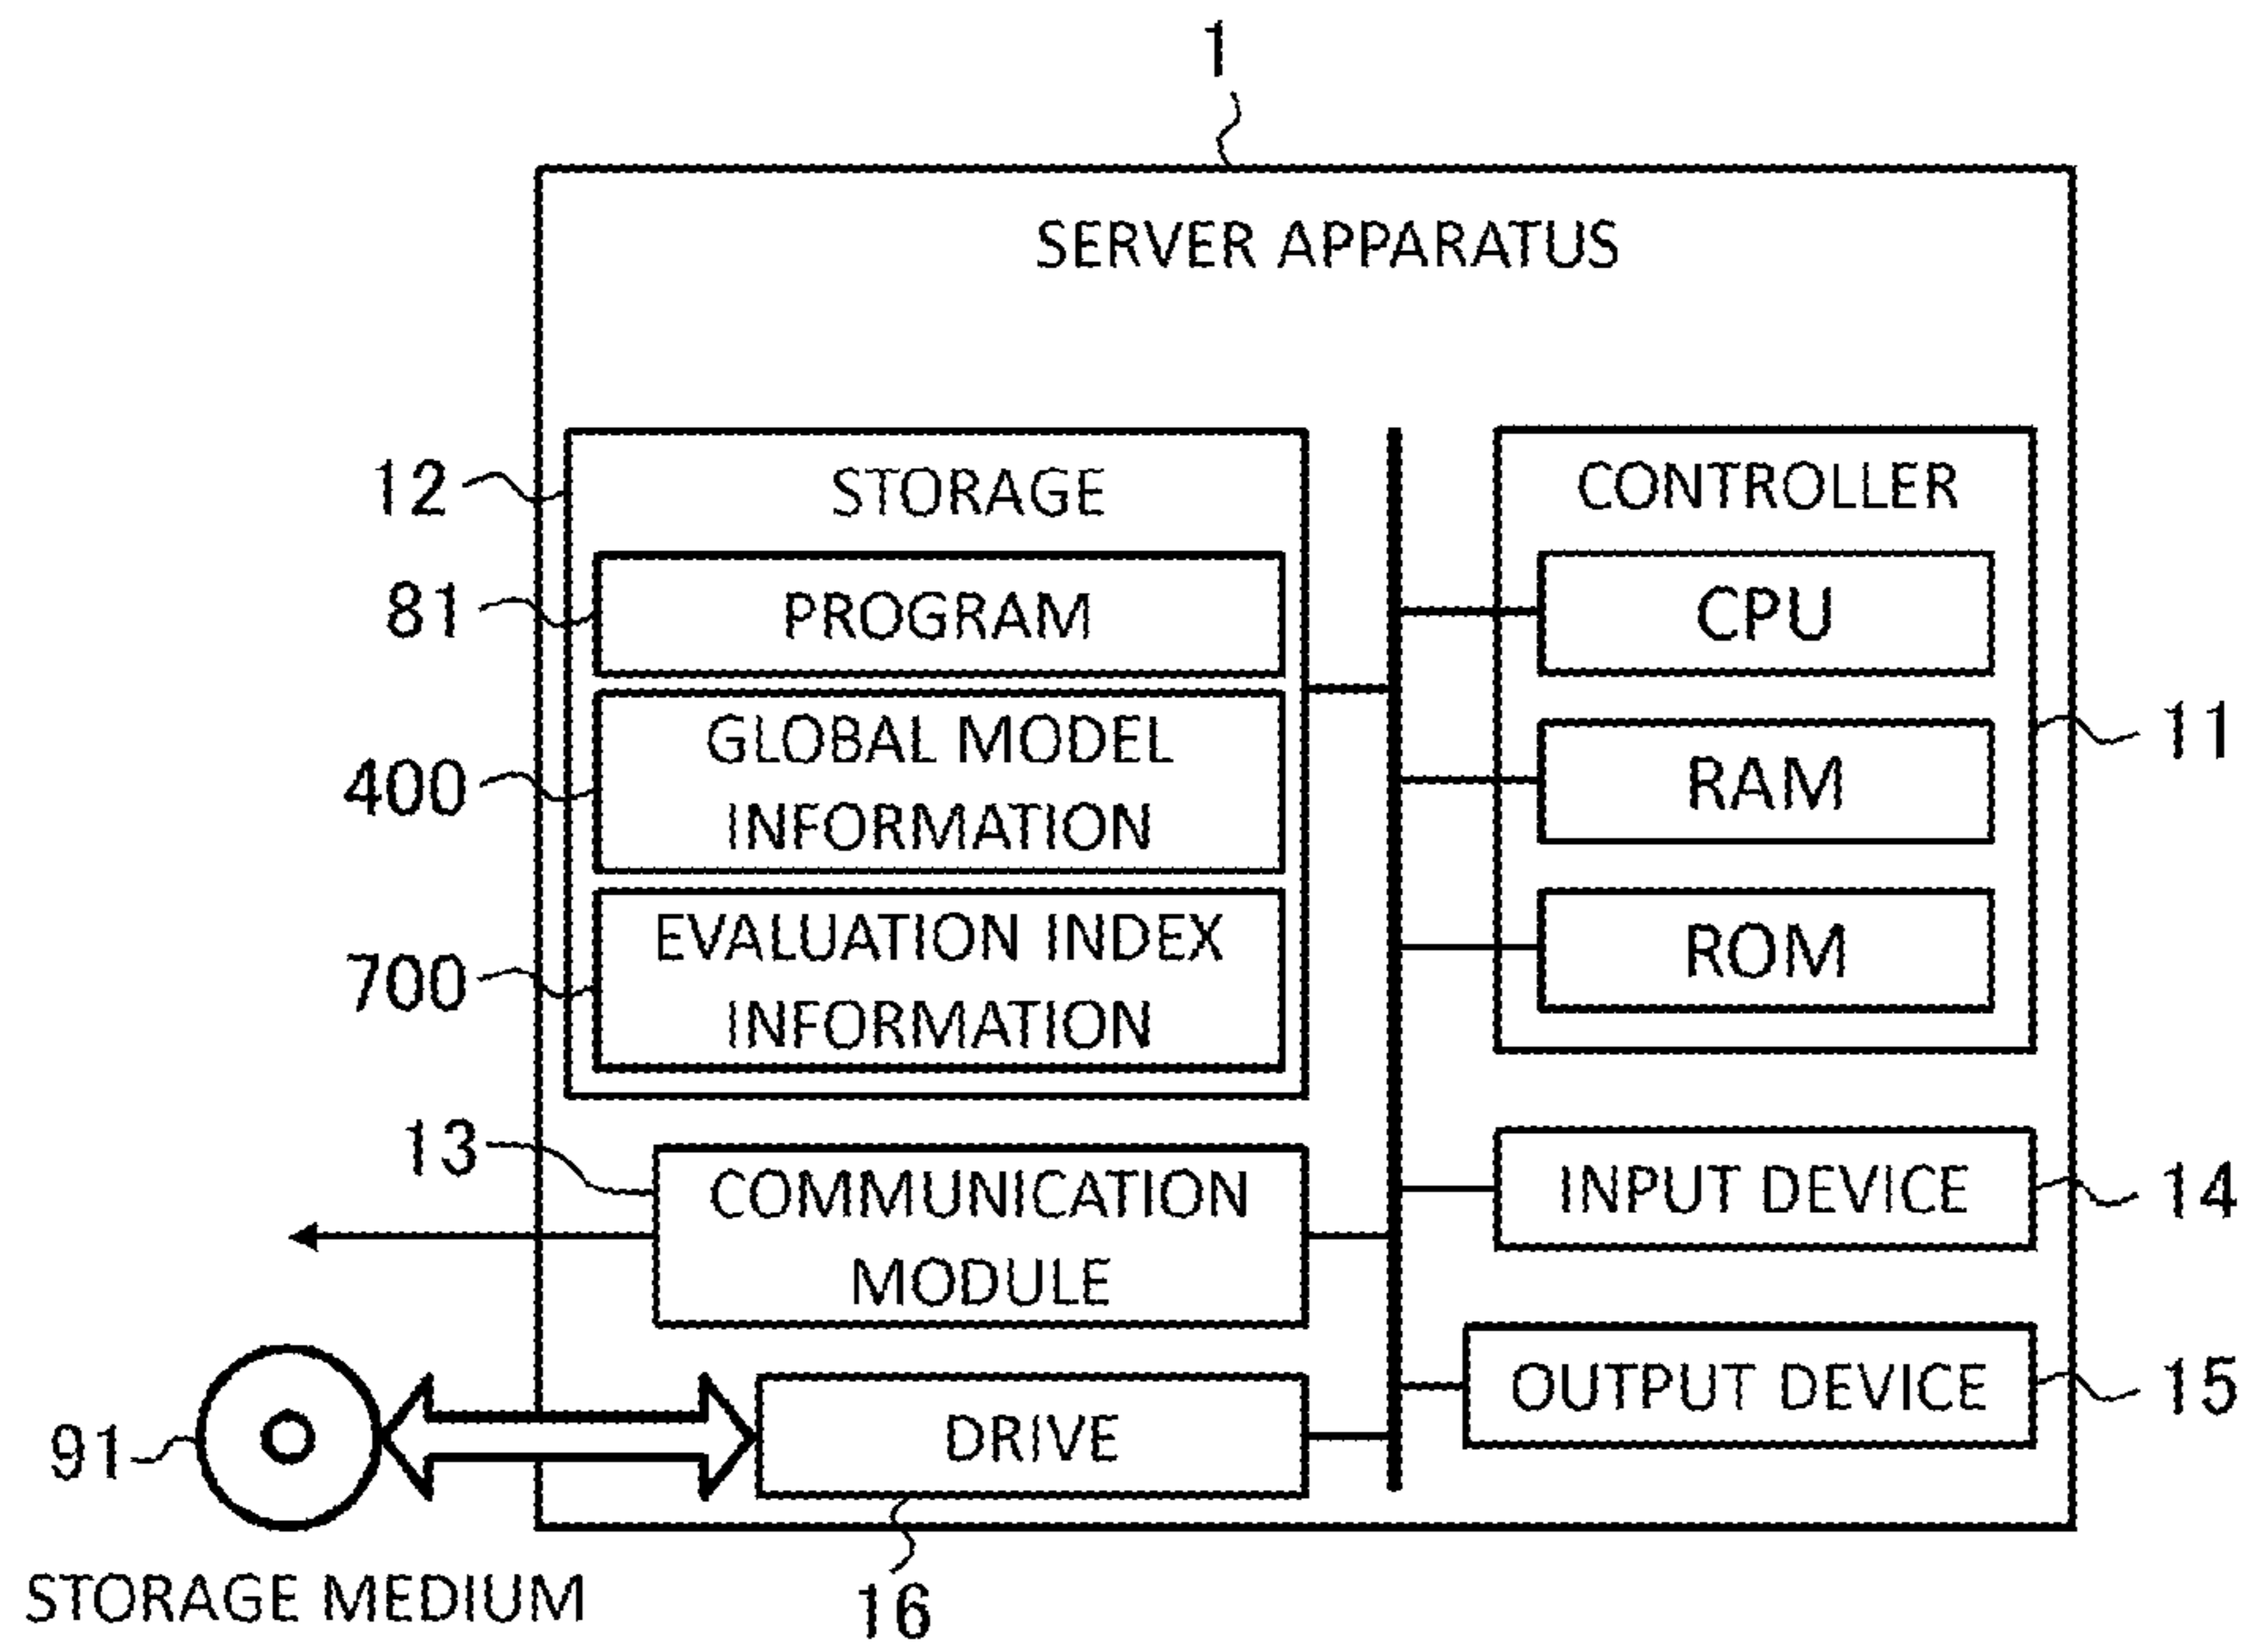 1
SERVER APPARATUS
12
STORAGE
81
PROGRAM
400
GLOBAL MODEL
INFORMATION
700
EVALUATION INDEX
INFORMATION
CONTROLLER
CPU
RAM
ROM
11
13
COMMUNICATION
MODULE
INPUT DEVICE
14
OUTPUT DEVICE
15
91
DRIVE
16
STORAGE MEDIUM